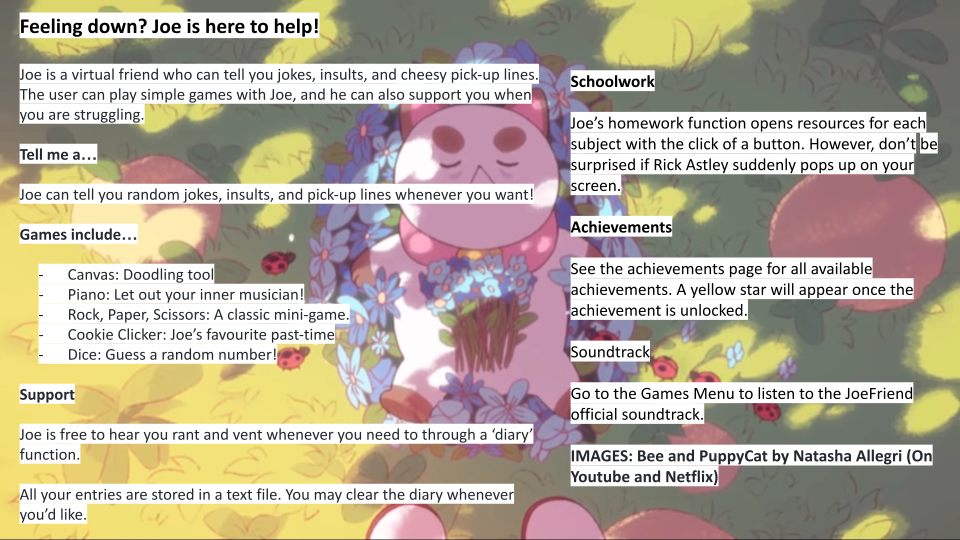 Feeling down? Joe is here to help!
Joe is a virtual friend who can tell you jokes, insults, and cheesy pick-up lines.
The user can play simple games with Joe, and he can also support you when
you are struggling.
Tell me a…
Joe can tell you random jokes, insults, and pick-up lines whenever you want!
Games include…
- Canvas: Doodling tool
- Piano: Let out your inner musician!
- Rock, Paper, Scissors: A classic mini-game.
- Cookie Clicker: Joe’s favourite past-time
- Dice: Guess a random number!
Support
Joe is free to hear you rant and vent whenever you need to through a ‘diary’
function.
All your entries are stored in a text file. You may clear the diary whenever
you’d like.
Schoolwork
Joe’s homework function opens resources for each
subject with the click of a button. However, don’t be
surprised if Rick Astley suddenly pops up on your
screen.
Achievements
See the achievements page for all available
achievements. A yellow star will appear once the
achievement is unlocked.
Soundtrack
Go to the Games Menu to listen to the JoeFriend
official soundtrack.
IMAGES: Bee and PuppyCat by Natasha Allegri (On
Youtube and Netflix)